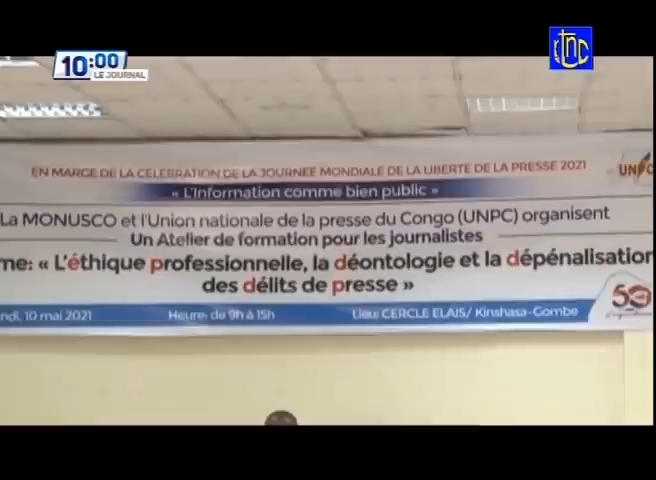 10:00
LE JOURNAL
rtnc
EN MARGE DE LA CELEBRATION DE LA JOURNEE MONDIALE DE LA LIBERTE DE LA PRESSE 2021
UNPC
« L'Information comme bien public »
La MONUSCO et l'Union nationale de la presse du Congo (UNPC) organisent
Un Atelier de formation pour les journalistes
me: « L'éthique professionnelle, la déontologie et la dépénalisation
des délits de presse »
ndi, 10 mai 2021 Heure: de 9h à 15h Lieu: CERCLE ELAIS/ Kinshasa-Gombe
50